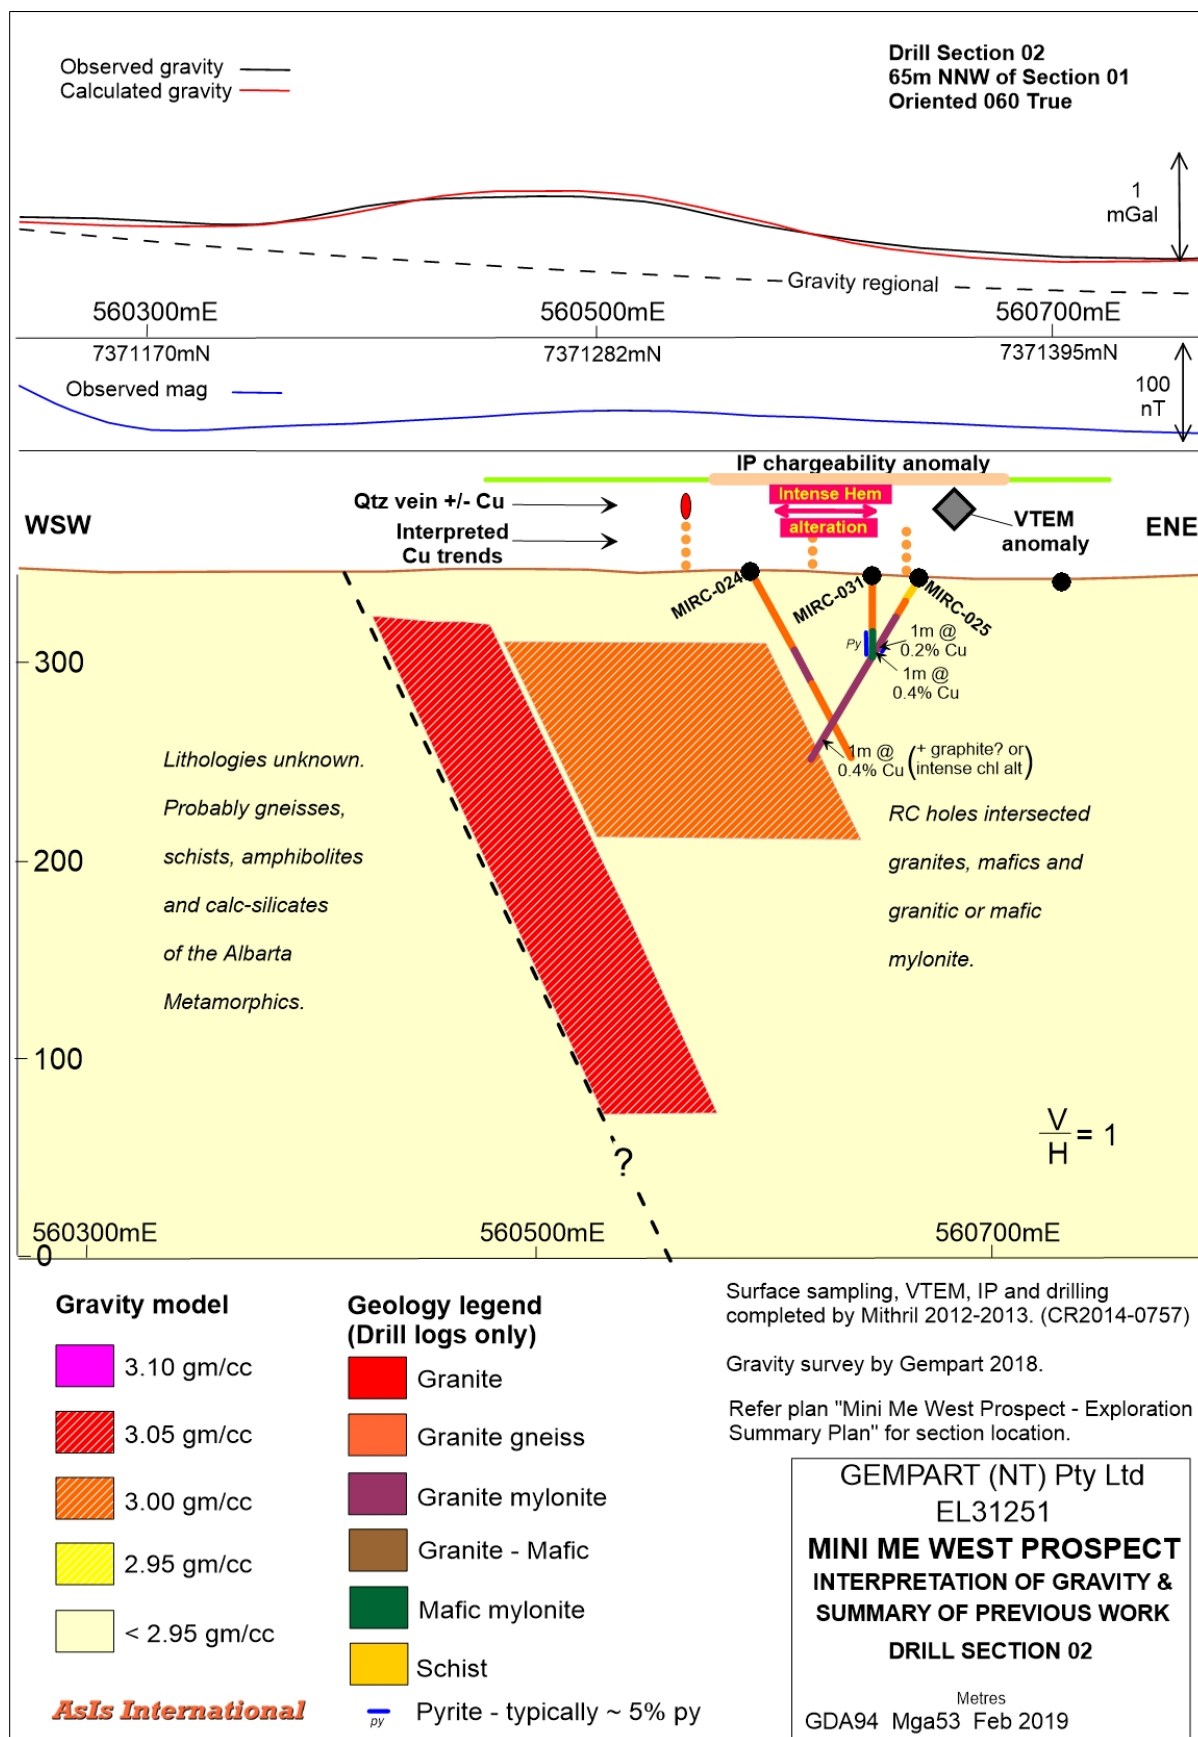 Observed gravity
Calculated gravity
Drill Section 02
65m NNW of Section 01
Oriented 060 True
1
mGal
Gravity regional
560300mE
560500mE
560700mE
7371170mN
7371282mN
7371395mN
Observed mag
100
nT
IP chargeability anomaly
Qtz vein +/- Cu
Intense Hem
alteration
WSW
Interpreted
Cu trends
VTEM
anomaly
ENE
MIRC-024
MIRC-031
MIRC-025
Py
1m @
0.2% Cu
1m @
0.4% Cu
300
1m @
0.4% Cu
(+ graphite? or
intense chl alt)
Lithologies unknown.
Probably gneisses,
schists, amphibolites
and calc-silicates
of the Albarta
Metamorphics.
RC holes intersected
granites, mafics and
granitic or mafic
mylonite.
200
100
V
H
= 1
?
560300mE
560500mE
560700mE
0
Gravity model
3.10 gm/cc
3.05 gm/cc
3.00 gm/cc
2.95 gm/cc
< 2.95 gm/cc
AsIs International
Geology legend
(Drill logs only)
Granite
Granite gneiss
Granite mylonite
Granite - Mafic
Mafic mylonite
Schist
py
Pyrite - typically ~ 5% py
Surface sampling, VTEM, IP and drilling
completed by Mithril 2012-2013. (CR2014-0757)
Gravity survey by Gempart 2018.
Refer plan "Mini Me West Prospect - Exploration
Summary Plan" for section location.
GEMPART (NT) Pty Ltd
EL31251
MINI ME WEST PROSPECT
INTERPRETATION OF GRAVITY &
SUMMARY OF PREVIOUS WORK
DRILL SECTION 02
Metres
GDA94 Mga53 Feb 2019